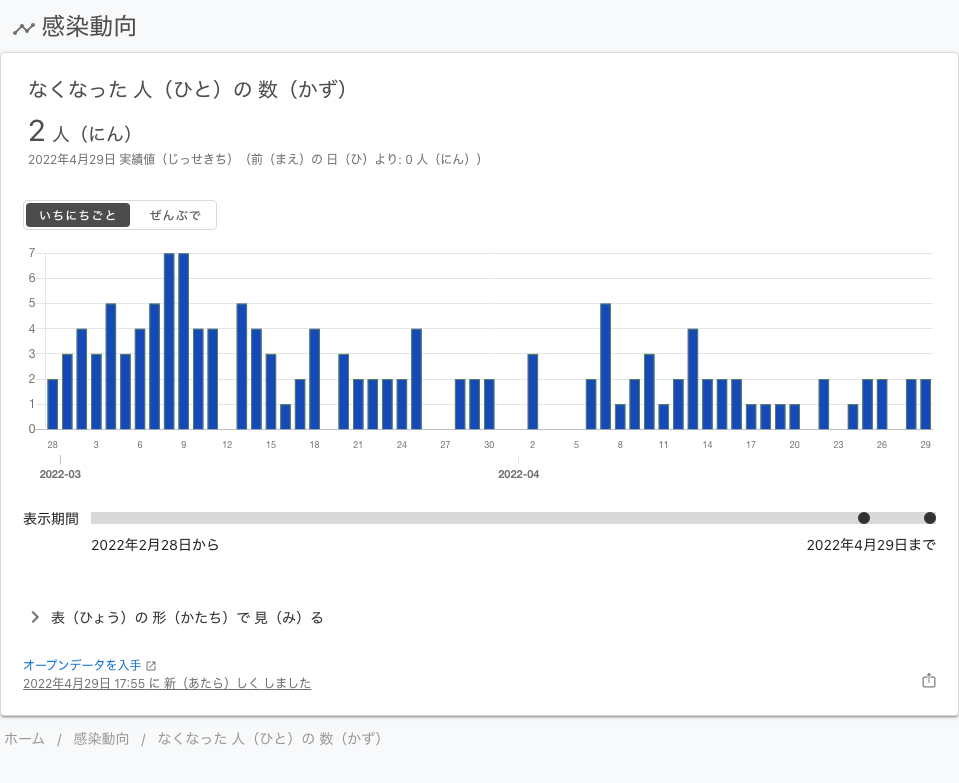 感染動向
なくなった 人（ひと）の 数（かず）
2 人（にん）
2022年4月29日 実績値（じっせきち）（前（まえ）の 日（ひ）より: 0 人（にん））
いちにちごと ぜんぶで
7
6
5
4
3
2
1
0
28 3 6 9 12 15 18 21 24 27 30 2 5 8 11 14 17 20 23 26 29
2022-03 2022-04
表示期間
2022年2月28日から 2022年4月29日まで
表（ひょう）の 形（かたち）で 見（み）る
オープンデータを入手
2022年4月29日 17:55 に 新（あたら）しく しました
ホーム / 感染動向 / なくなった 人（ひと）の 数（かず）